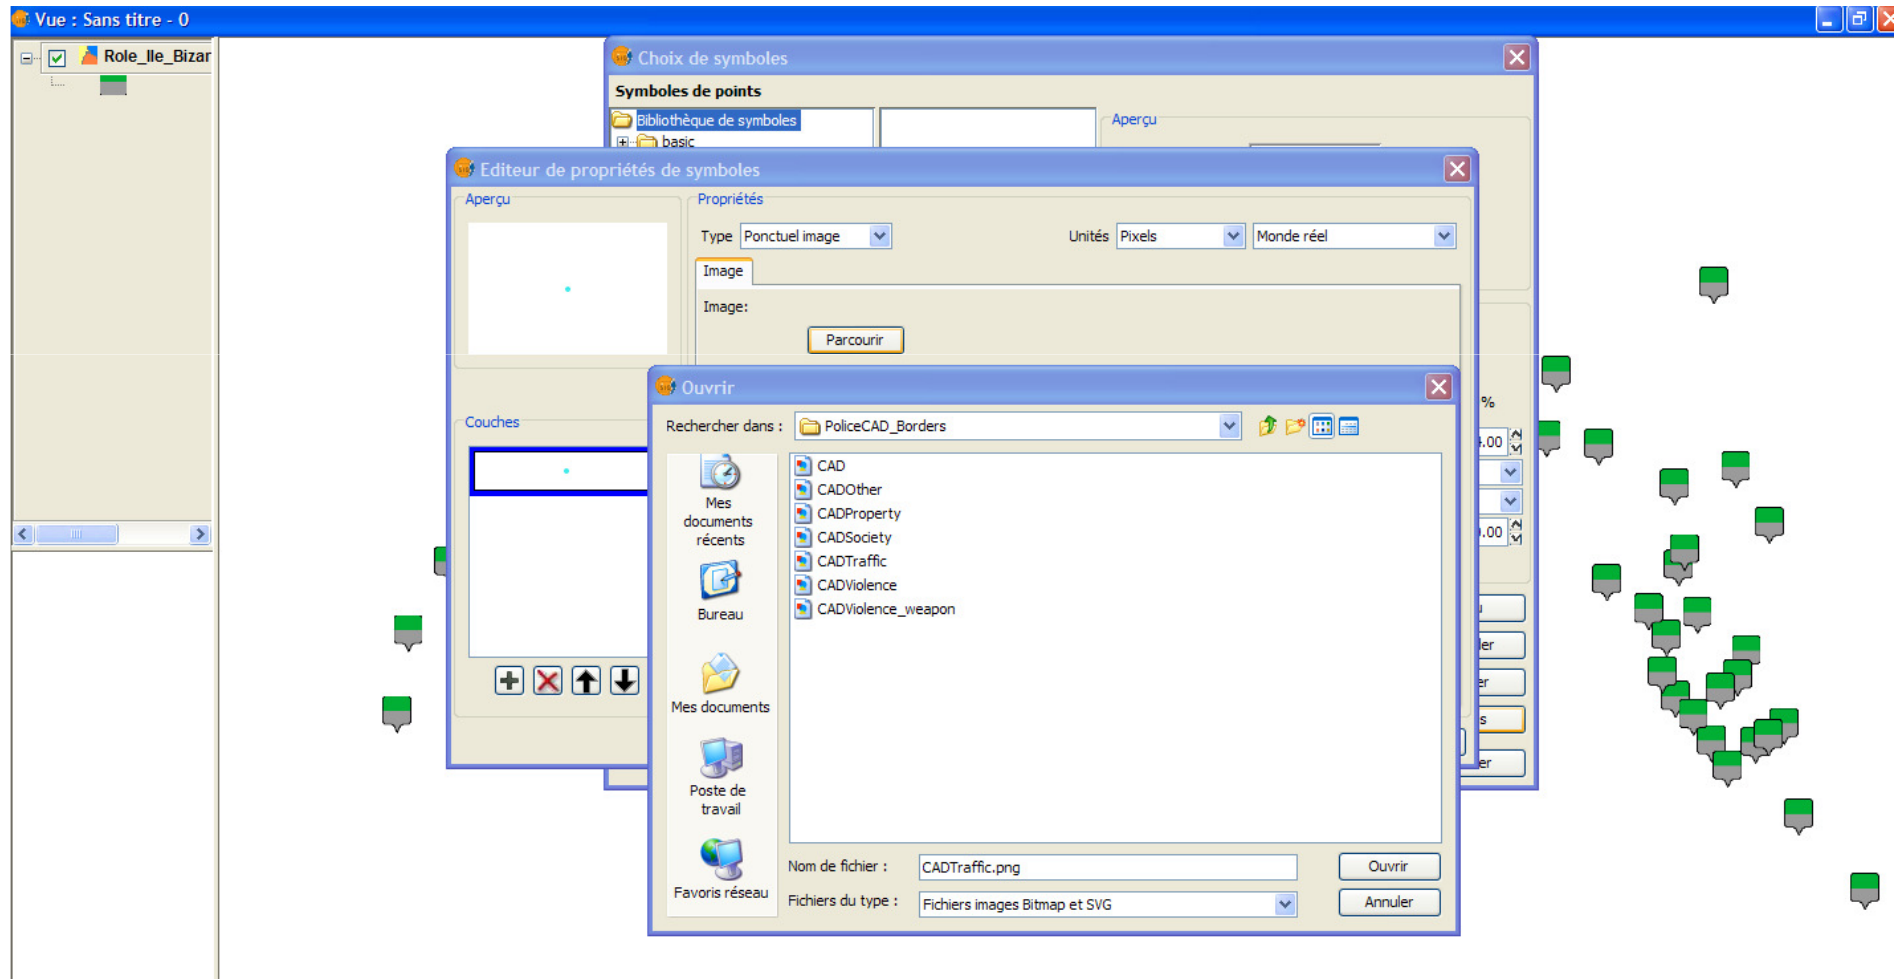 Vue : Sans titre - 0
Role_Ile_Bizar
Choix de symboles
Symboles de points
Bibliothèque de symboles
basic
Aperçu
Editeur de propriétés de symboles
Aperçu
Propriétés
Type Ponctuel image
Unités Pixels Monde réel
Image
Image:
Parcourir
Couches
%
Ouvrir
Rechercher dans : PoliceCAD_Borders
Mes
documents
récents
Bureau
Mes documents
Poste de
travail
Favoris réseau
CAD
CADOther
CADProperty
CADSociety
CADTraffic
CADViolence
CADViolence_weapon
Nom de fichier : CADTraffic.png
Ouvrir
Fichiers du type : Fichiers images Bitmap et SVG
Annuler